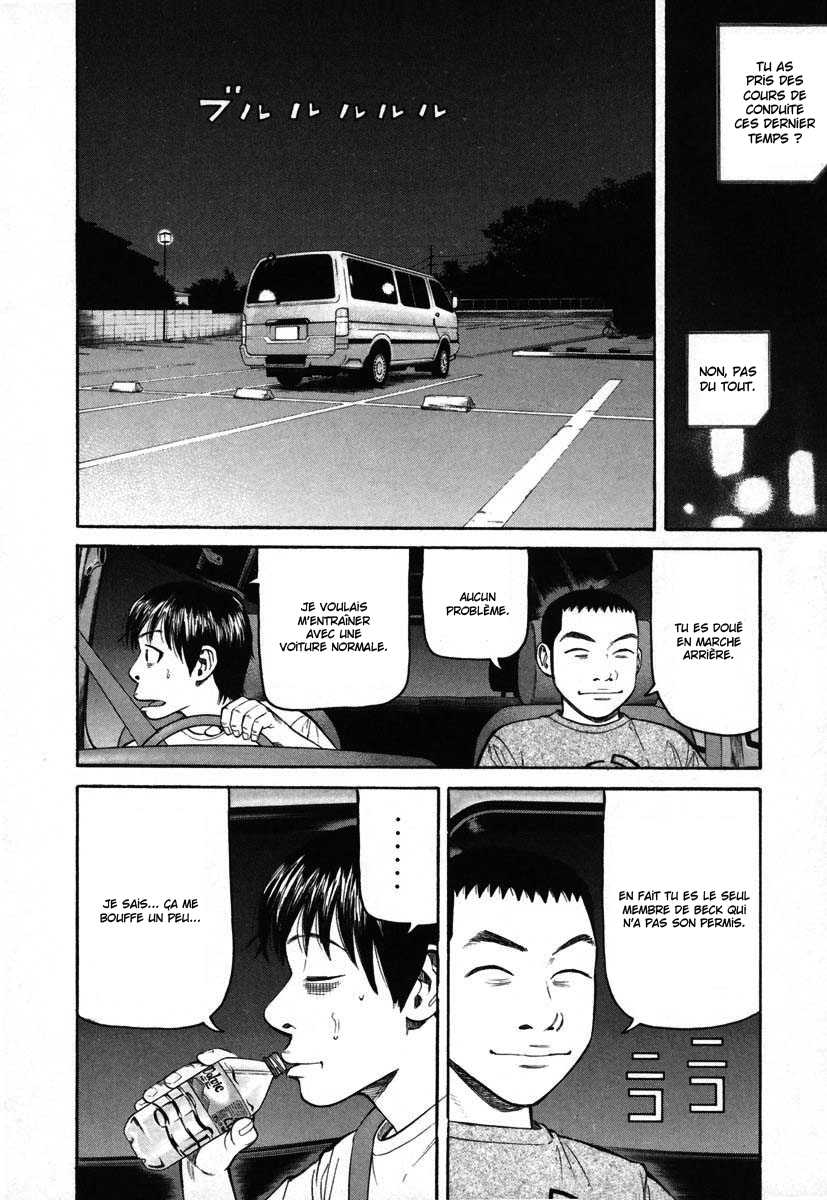 TU AS
PRIS DES
COURS DE
CONDUITE
CES DERNIER
TEMPS ?
NON, PAS
DU TOUT.
ブルルルルル
TU ES DOUÉ
EN MARCHE
ARRIÈRE.
AUCUN
PROBLÈME.
JE VOULAIS
M'ENTRAÎNER
AVEC UNE
VOITURE NORMALE.
EN FAIT TU ES LE SEUL
MEMBRE DE BECK QUI
N'A PAS SON PERMIS.
ニコ
ニコ
........
JE SAIS... ÇA ME
BOUFFE UN PEU...